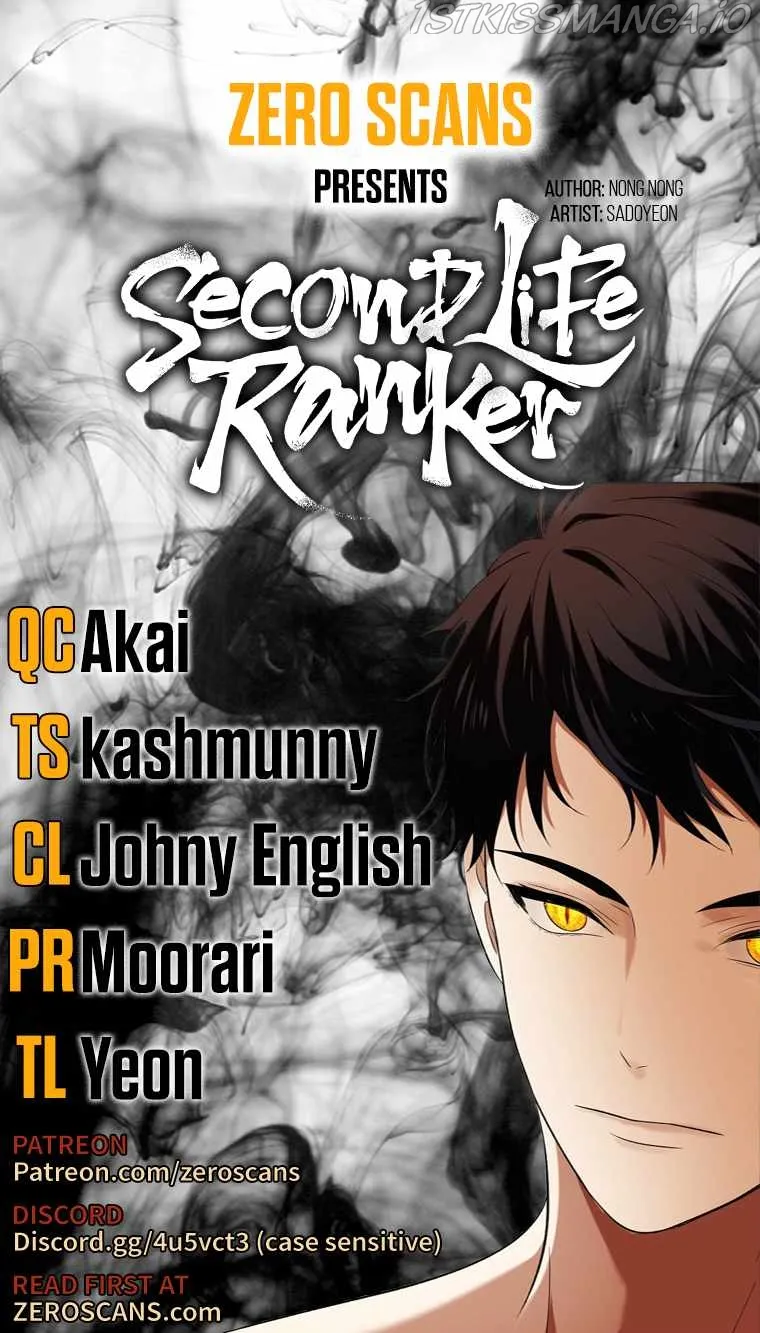 1STKISSMANGA.IO
ZERO SCANS
PRESENTS
AUTHOR: NONG NONG
ARTIST: SADOYEON
Second Life
Ranker
QC Akai
TS kashmunny
CL Johny English
PR Moorari
TL Yeon
PATREON
Patreon.com/zeroscans
DISCORD
Discord.gg/4u5vct3 (case sensitive)
READ FIRST AT
ZEROSCANS.com